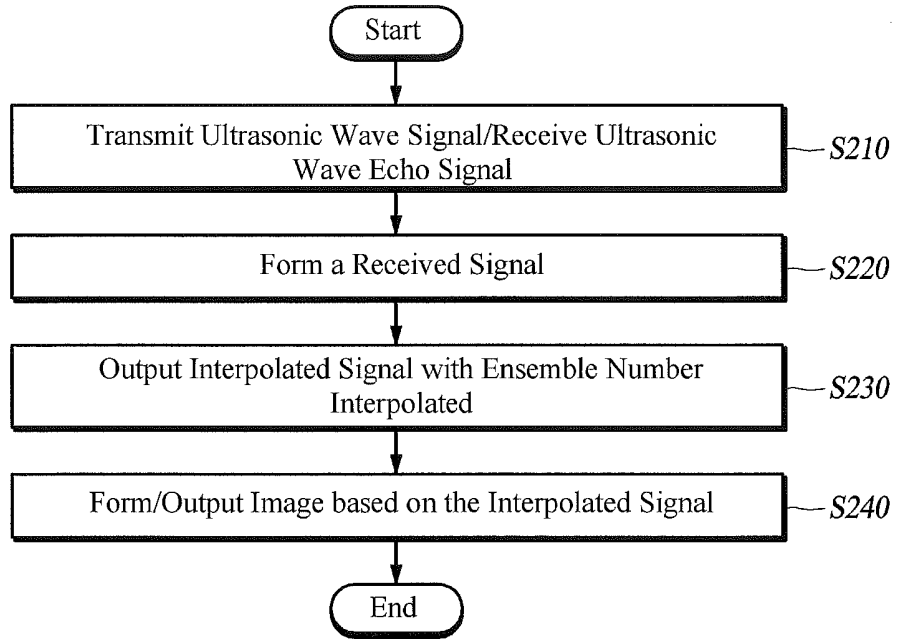 Start
Transmit Ultrasonic Wave Signal/Receive Ultrasonic
Wave Echo Signal
S210
Form a Received Signal
S220
Output Interpolated Signal with Ensemble Number
Interpolated
S230
Form/Output Image based on the Interpolated Signal
S240
End